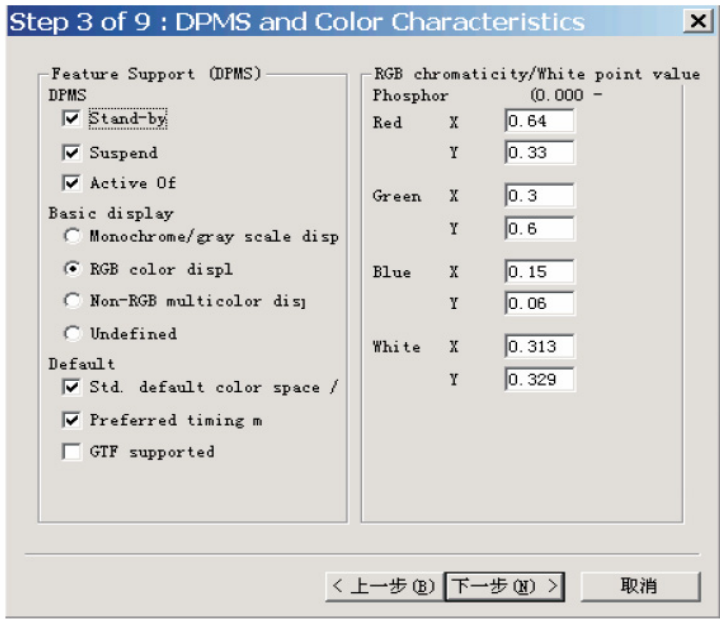 Step 3 of 9 : DPMS and Color Characteristics
Feature Support (DPMS)
DPMS
Stand-by
Suspend
Active Of
Basic display
Monochrome/gray scale disp
RGB color displ
Non-RGB multicolor dis
Undefined
Default
Std. default color space /
Preferred timing m
GTF supported
RGB chromaticity/White point value
Phosphor (0.000 -
Red X 0.64
Y 0.33
Green X 0.3
Y 0.6
Blue X 0.15
Y 0.06
White X 0.313
Y 0.329
< 上一步(B) 下一步(N) > 取消